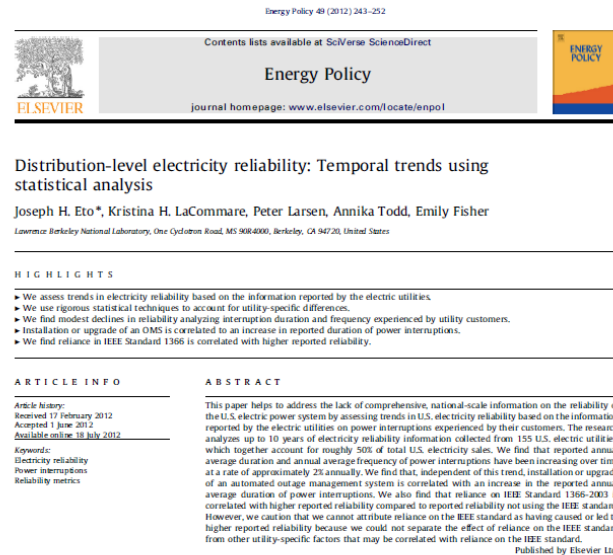 Energy Policy 49 (2012) 243–252
Contents lists available at SciVerse ScienceDirect
Energy Policy
journal homepage: www.elsevier.com/locate/enpol
ELSEVIER
ENERGY
POLICY
Distribution-level electricity reliability: Temporal trends using
statistical analysis
Joseph H. Eto*, Kristina H. LaCommare, Peter Larsen, Annika Todd, Emily Fisher
Lawrence Berkeley National Laboratory, One Cyclotron Road, MS 90R4000, Berkeley, CA 94720, United States
HIGHLIGHTS
▸ We assess trends in electricity reliability based on the information reported by the electric utilities.
▸ We use rigorous statistical techniques to account for utility-specific differences.
▸ We find modest declines in reliability analyzing interruption duration and frequency experienced by utility customers.
▸ Installation or upgrade of an OMS is correlated to an increase in reported duration of power interruptions.
▸ We find reliance in IEEE Standard 1366 is correlated with higher reported reliability.
ARTICLE INFO
Article history:
Received 17 February 2012
Accepted 1 June 2012
Available online 18 July 2012
Keywords:
Electricity reliability
Power interruptions
Reliability metrics
ABSTRACT
This paper helps to address the lack of comprehensive, national-scale information on the reliability o
the U.S. electric power system by assessing trends in U.S. electricity reliability based on the information
reported by the electric utilities on power interruptions experienced by their customers. The research
analyzes up to 10 years of electricity reliability information collected from 155 U.S. electric utilities
which together account for roughly 50% of total U.S. electricity sales. We find that reported annua
average duration and annual average frequency of power interruptions have been increasing over tim
at a rate of approximately 2% annually. We find that, independent of this trend, installation or upgrad
of an automated outage management system is correlated with an increase in the reported annua
average duration of power interruptions. We also find that reliance on IEEE Standard 1366-2003 i
correlated with higher reported reliability compared to reported reliability not using the IEEE standard
However, we caution that we cannot attribute reliance on the IEEE standard as having caused or led t
higher reported reliability because we could not separate the effect of reliance on the IEEE standar
from other utility-specific factors that may be correlated with reliance on the IEEE standard.
Published by Elsevier Lt